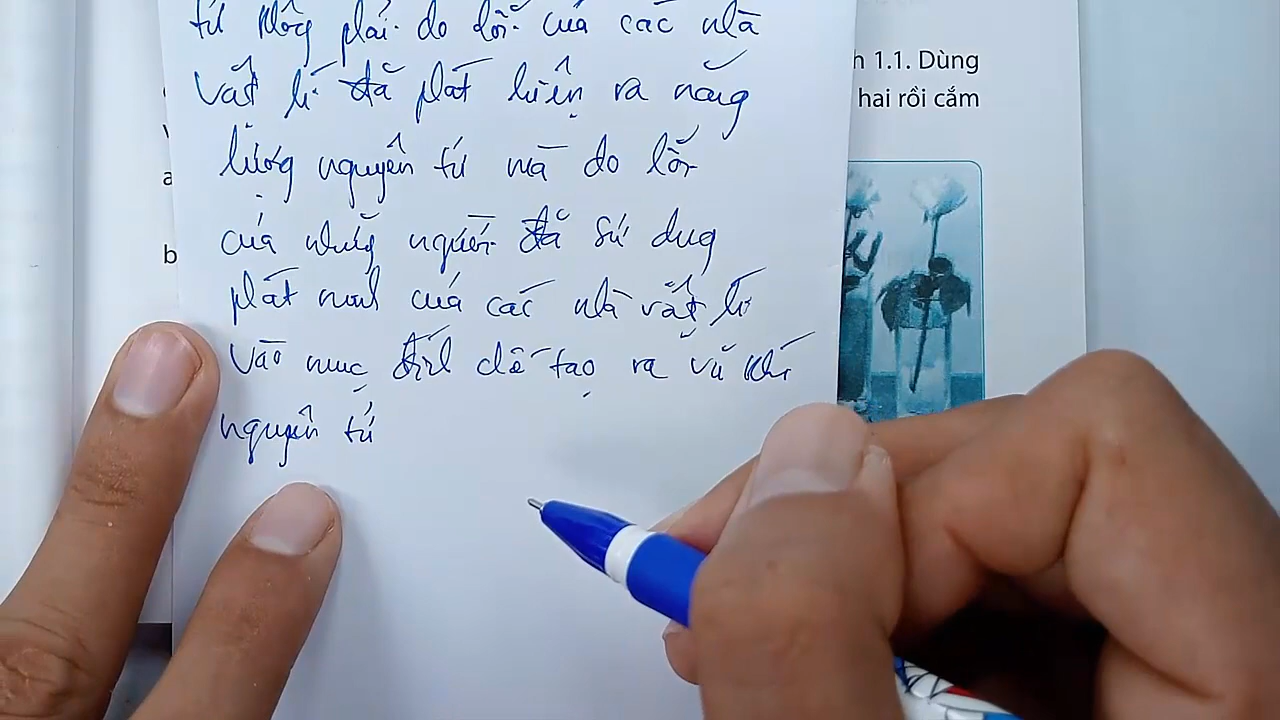 tử không phải do lỗi của các nhà
vật lí đã phát hiện ra năng
lượng nguyên tử mà do lỗi
của những người đã sử dụng
phát minh của các nhà vật lí
vào mục đích chế tạo ra vũ khí
nguyên tử
h 1.1. Dùng
hai rồi cắm
a
b